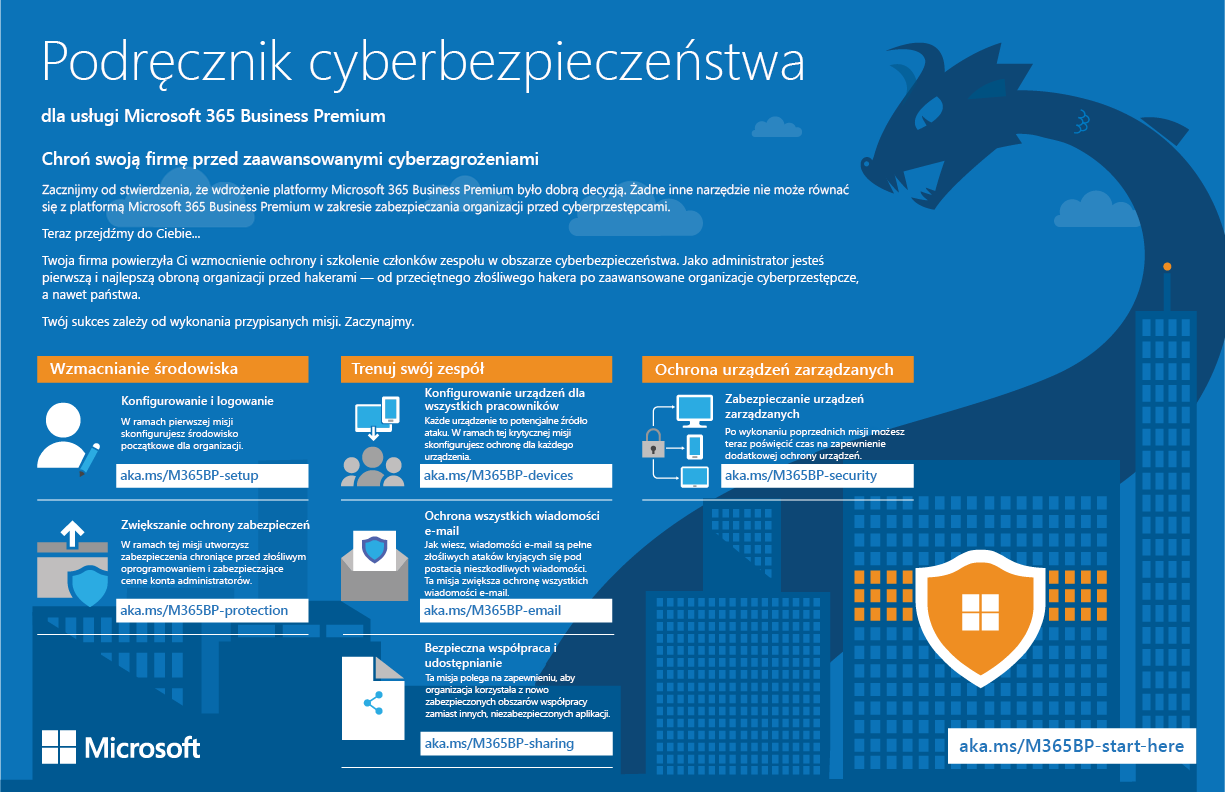 Podręcznik cyberbezpieczeństwa
dla usługi Microsoft 365 Business Premium
Chroń swoją firmę przed zaawansowanymi cyberzagrożeniami
Zacznijmy od stwierdzenia, że wdrożenie platformy Microsoft 365 Business Premium było dobrą decyzją. Żadne inne narzędzie nie może równać
się z platformą Microsoft 365 Business Premium w zakresie zabezpieczania organizacji przed cyberprzestępcami.
Teraz przejdźmy do Ciebie...
Twoja firma powierzyła Ci wzmocnienie ochrony i szkolenie członków zespołu w obszarze cyberbezpieczeństwa. Jako administrator jesteś
pierwszą i najlepszą obroną organizacji przed hakerami — od przeciętnego złośliwego hakera po zaawansowane organizacje cyberprzestępcze,
a nawet państwa.
Twój sukces zależy od wykonania przypisanych misji. Zaczynajmy.
Wzmacnianie środowiska
Konfigurowanie i logowanie
W ramach pierwszej misji
skonfigurujesz środowisko
początkowe dla organizacji.
aka.ms/M365BP-setup
Zwiększanie ochrony zabezpieczeń
W ramach tej misji utworzysz
zabezpieczenia chroniące przed złośliwym
oprogramowaniem i zabezpieczające
cenne konta administratorów.
aka.ms/M365BP-protection
Trenuj swój zespół
Konfigurowanie urządzeń dla
wszystkich pracowników
Każde urządzenie to potencjalne źródło
ataku. W ramach tej krytycznej misji
skonfigurujesz ochronę dla każdego
urządzenia.
aka.ms/M365BP-devices
Ochrona wszystkich wiadomości
e-mail
Jak wiesz, wiadomości e-mail są pełne
złośliwych ataków kryjących się pod
postacią nieszkodliwych wiadomości.
Ta misja zwiększa ochronę wszystkich
wiadomości e-mail.
aka.ms/M365BP-email
Bezpieczna współpraca i
udostępnianie
Ta misja polega na zapewnieniu, aby
organizacja korzystała z nowo
zabezpieczonych obszarów współpracy
zamiast innych, niezabezpieczonych aplikacji.
aka.ms/M365BP-sharing
Ochrona urządzeń zarządzanych
Zabezpieczanie urządzeń
zarządzanych
Po wykonaniu poprzednich misji możesz
teraz poświęcić czas na zapewnienie
dodatkowej ochrony urządzeń.
aka.ms/M365BP-security
Microsoft
aka.ms/M365BP-start-here